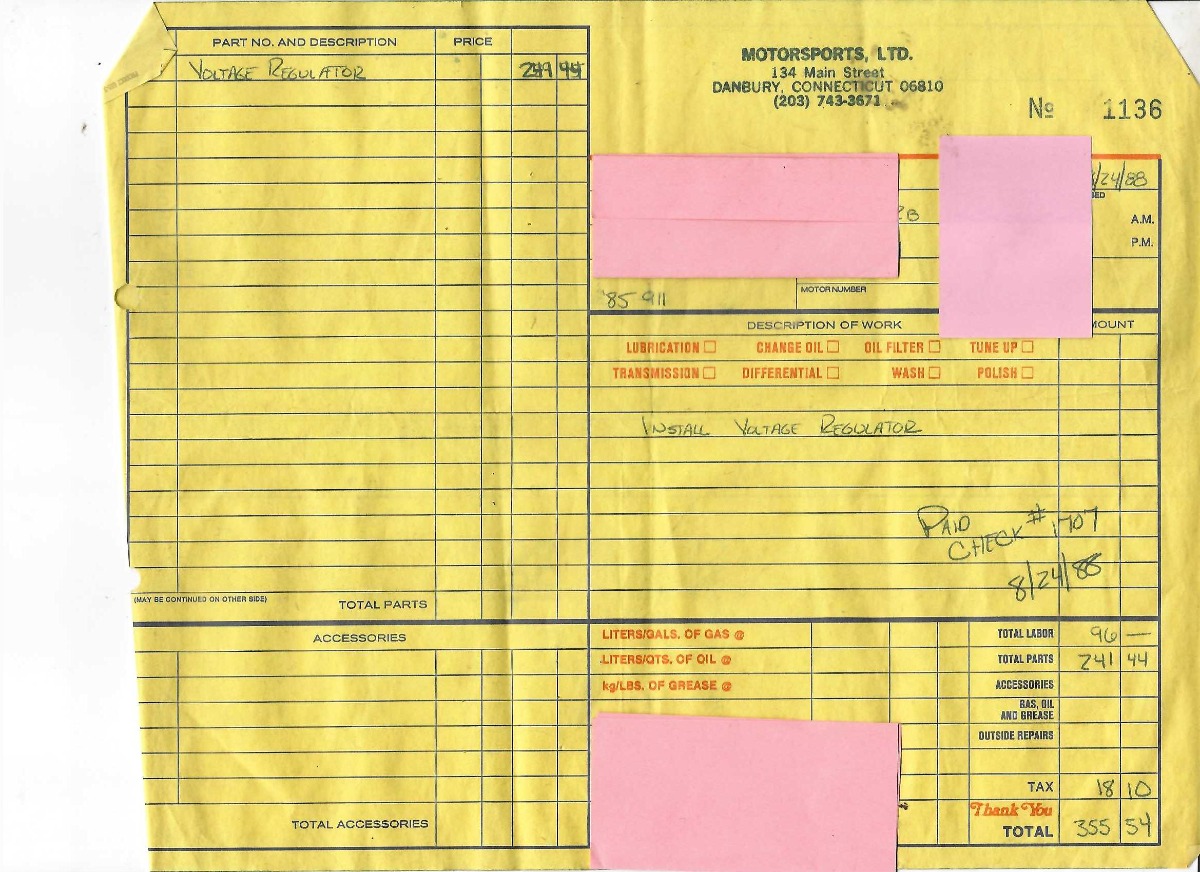 PART NO. AND DESCRIPTION PRICE
VOLTAGE REGULATOR
(MAY BE CONTINUED ON OTHER SIDE) TOTAL PARTS
ACCESSORIES
TOTAL ACCESSORIES
MOTORSPORTS, LTD.
134 Main Street
DANBURY, CONNECTICUT 06810
(203) 743-3671
№ 1136
/24/88
A.M.
P.M.
'85 911
MOTOR NUMBER
DESCRIPTION OF WORK MOUNT
LUBRICATION CHANGE OIL OIL FILTER TUNE UP
TRANSMISSION DIFFERENTIAL WASH POLISH
INSTALL VOLTAGE REGULATOR
PAID
CHECK # 1707
8/24/88
LITERS/GALS. OF GAS @ TOTAL LABOR 96 —
LITERS/QTS. OF OIL @ TOTAL PARTS 241 44
kg/LBS. OF GREASE @ ACCESSORIES
GAS, OIL
AND GREASE
OUTSIDE REPAIRS
TAX 18 10
Thank You
TOTAL 355 54